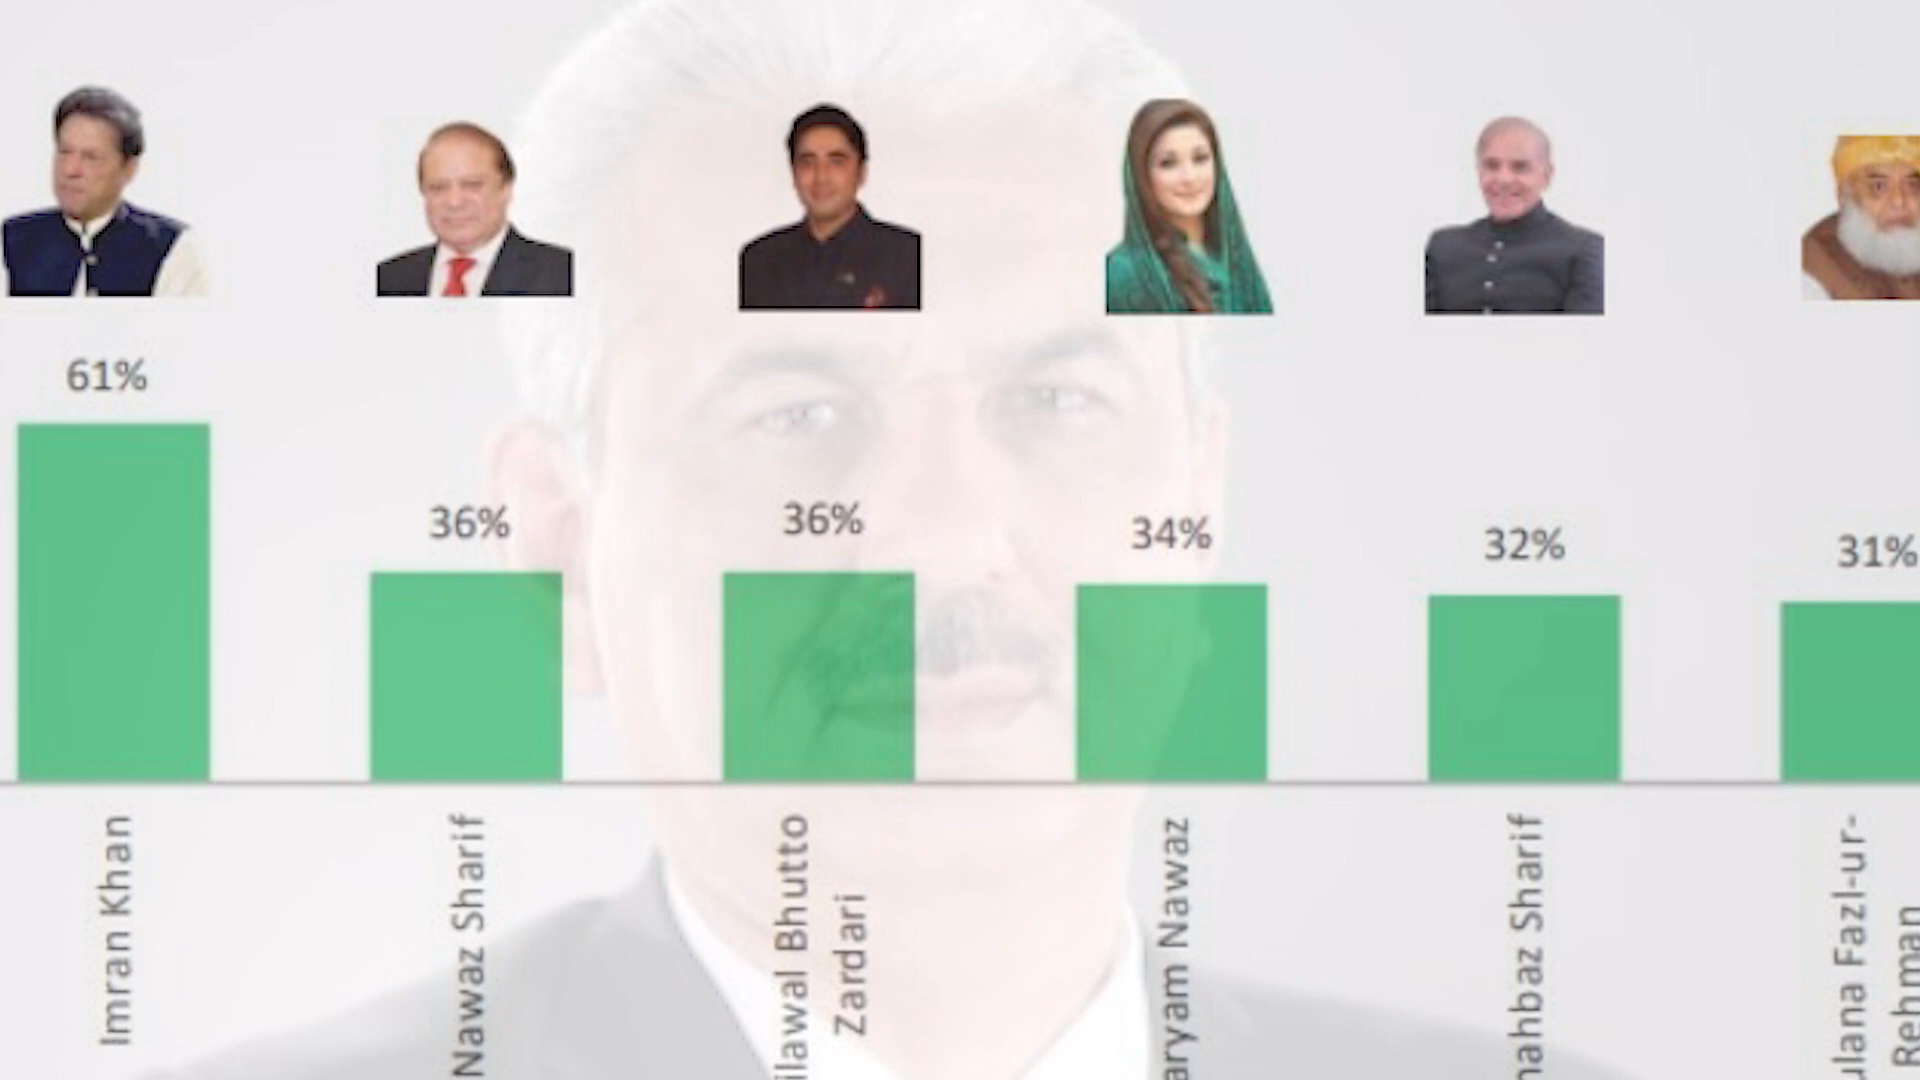 61%
36%
36%
34%
32%
31%
Imran Khan
Nawaz Sharif
ilawal Bhutto
Zardari
aryam Nawaz
nahbaz Sharif
ulana Fazl-ur-
Rehman